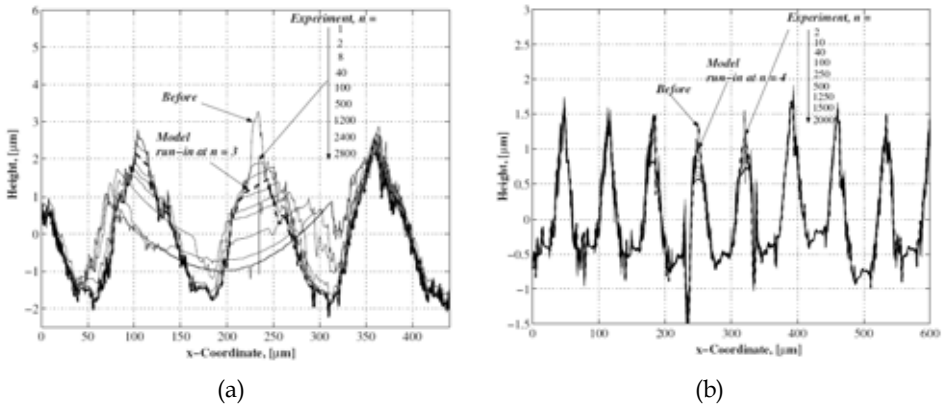 Experiment, n =
1
2
8
40
100
500
1200
2400
2800
Before
Model
run-in at n = 3
Height, [μm]
6
5
4
3
2
1
0
−1
−2
0 50 100 150 200 250 300 350 400
x-Coordinate, [μm]
(a)
Experiment, n =
2
10
40
100
250
500
1250
1500
2000
Model
run-in at n = 4
Before
Height, [μm]
3
2.5
2
1.5
1
0.5
0
−0.5
−1
−1.5
0 100 200 300 400 500 600
x-Coordinate, [μm]
(b)